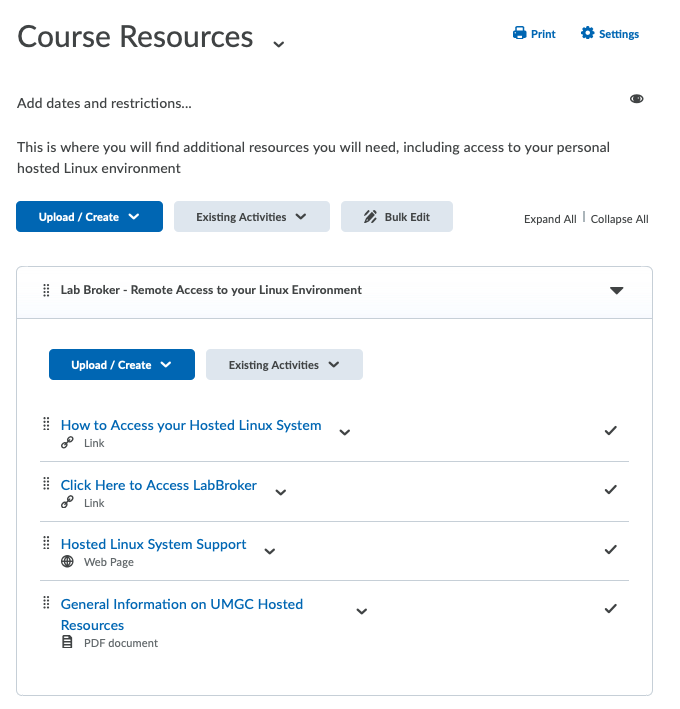 Course Resources
Print
Settings
Add dates and restrictions...
This is where you will find additional resources you will need, including access to your personal
hosted Linux environment
Upload / Create
Existing Activities
Bulk Edit
Expand All | Collapse All
Lab Broker - Remote Access to your Linux Environment
Upload / Create
Existing Activities
How to Access your Hosted Linux System
Link
Click Here to Access LabBroker
Link
Hosted Linux System Support
Web Page
General Information on UMGC Hosted
Resources
PDF document